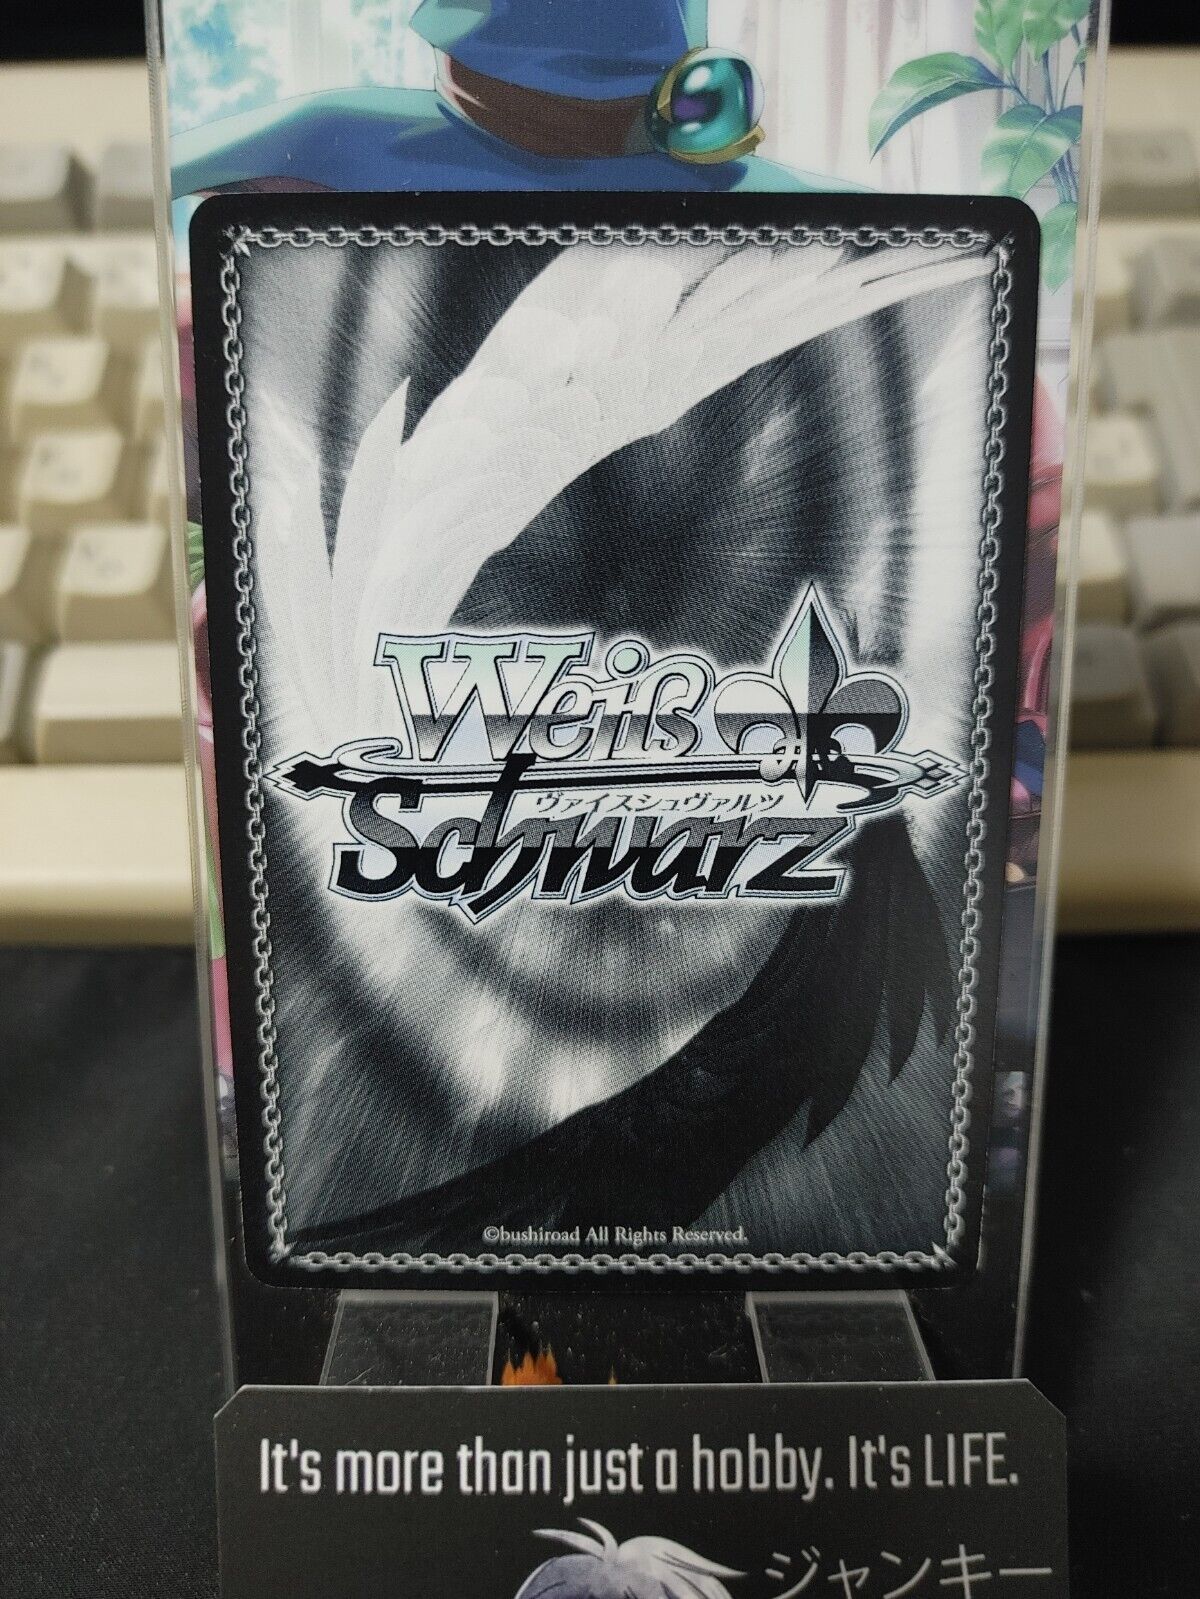 Weiß
ヴァイスシュヴァルツ
Schwarz
©bushiroad All Rights Reserved.
It's more than just a hobby. It's LIFE.
ジャンキー